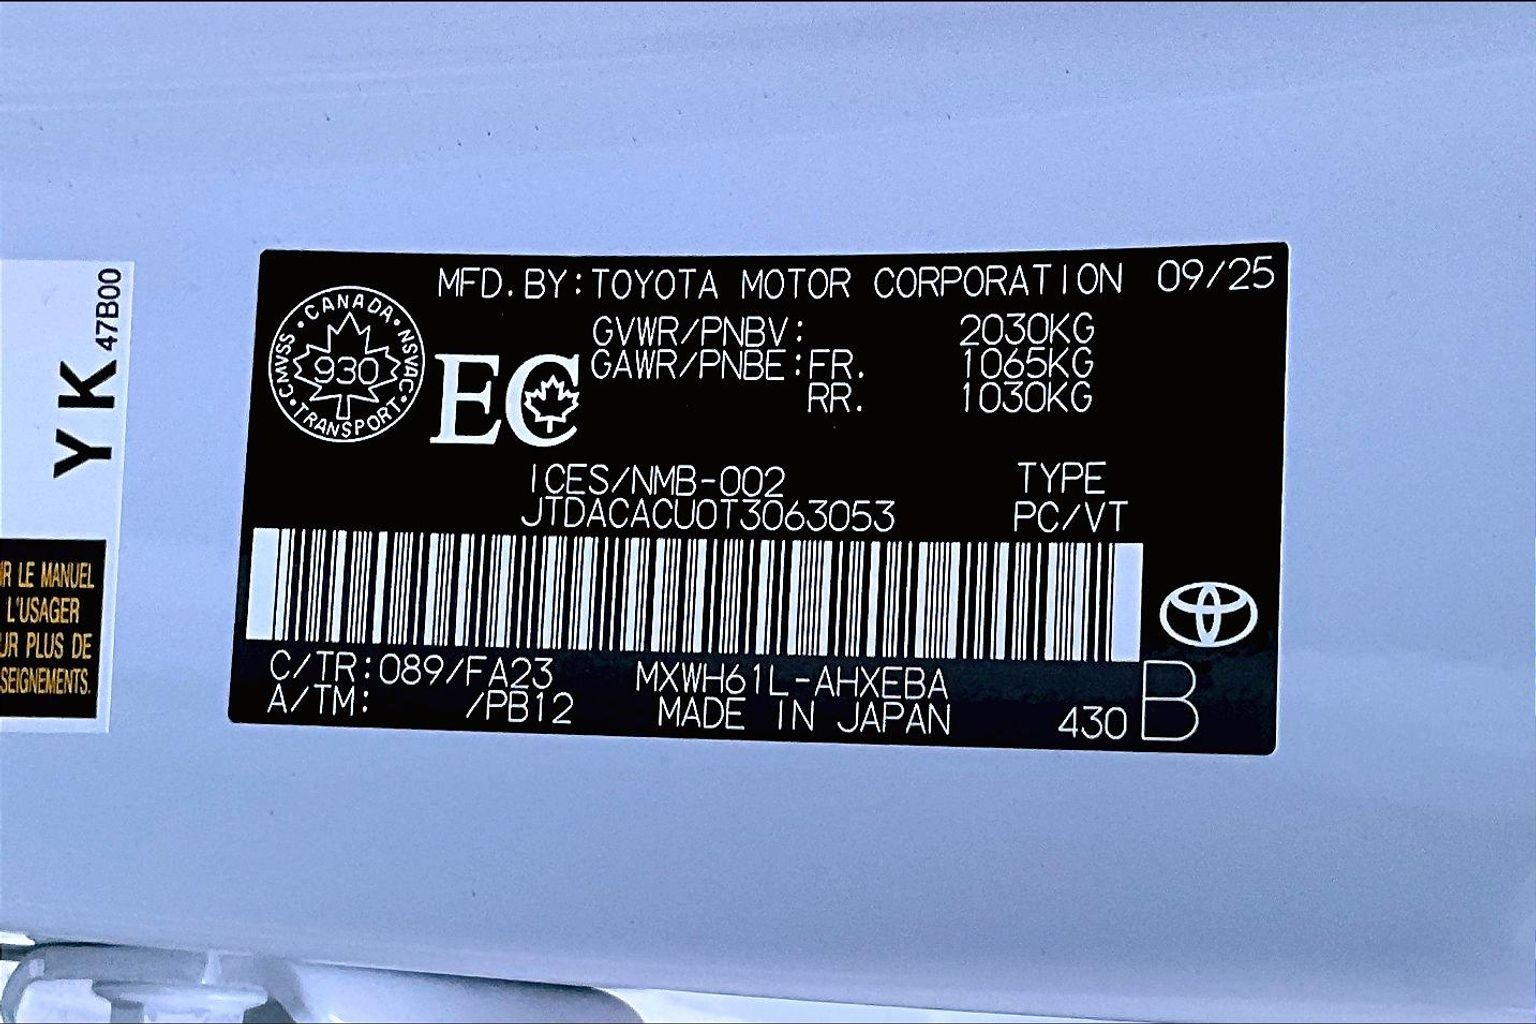 YK 47B00
R LE MANUEL
L'USAGER
UR PLUS DE
SEIGNEMENTS.
MFD. BY: TOYOTA MOTOR CORPORATION 09/25
CANADA · NSVAC · TRANSPORT · CMVSS ·
930
EC
GVWR/PNBV: 2030KG
GAWR/PNBE: FR. 1065KG
RR. 1030KG
ICES/NMB-002
TYPE
JTDACACU0T3063053
PC/VT
C/TR: 089/FA23
MXWH61L-AHXEBA
A/TM: /PB12
MADE IN JAPAN
430 B